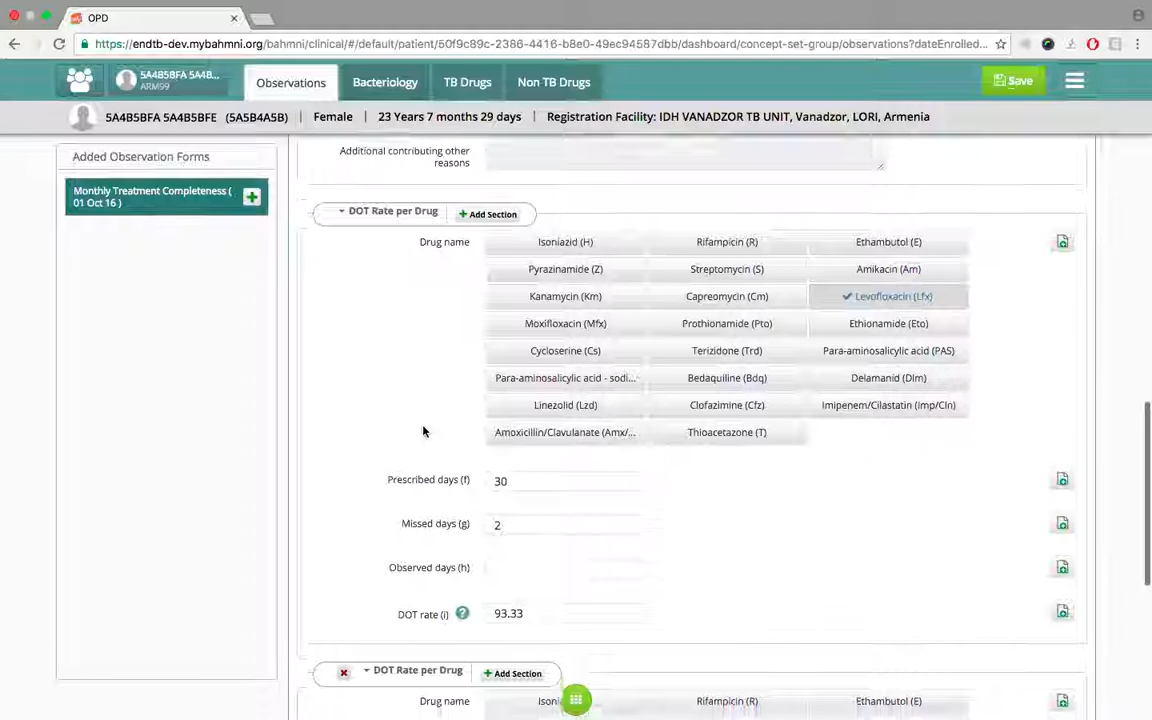 OPD
https://endtb-dev.mybahmni.org/bahmni/clinical/#/default/patient/50f9c89c-2386-4416-b8e0-49ec94587dbb/dashboard/concept-set-group/observations?dateEnrolled...
5A4B5BFA 5A4B...
ARM99
Observations
Bacteriology
TB Drugs
Non TB Drugs
Save
5A4B5BFA 5A4B5BFE (5A5B4A5B) | Female | 23 Years 7 months 29 days | Registration Facility: IDH VANADZOR TB UNIT, Vanadzor, LORI, Armenia
Added Observation Forms
Monthly Treatment Completeness (
01 Oct 16 )
Additional contributing other
reasons
DOT Rate per Drug
Add Section
Drug name
Isoniazid (H)
Rifampicin (R)
Ethambutol (E)
Pyrazinamide (Z)
Streptomycin (S)
Amikacin (Am)
Kanamycin (Km)
Capreomycin (Cm)
Levofloxacin (Lfx)
Moxifloxacin (Mfx)
Prothionamide (Pto)
Ethionamide (Eto)
Cycloserine (Cs)
Terizidone (Trd)
Para-aminosalicylic acid (PAS)
Para-aminosalicylic acid - sodi...
Bedaquiline (Bdq)
Delamanid (Dlm)
Linezolid (Lzd)
Clofazimine (Cfz)
Imipenem/Cilastatin (Imp/Cln)
Amoxicillin/Clavulanate (Amx/...
Thioacetazone (T)
Prescribed days (f)
30
Missed days (g)
2
Observed days (h)
DOT rate (i) ?
93.33
DOT Rate per Drug
Add Section
Drug name
Isoni
Rifampicin (R)
Ethambutol (E)